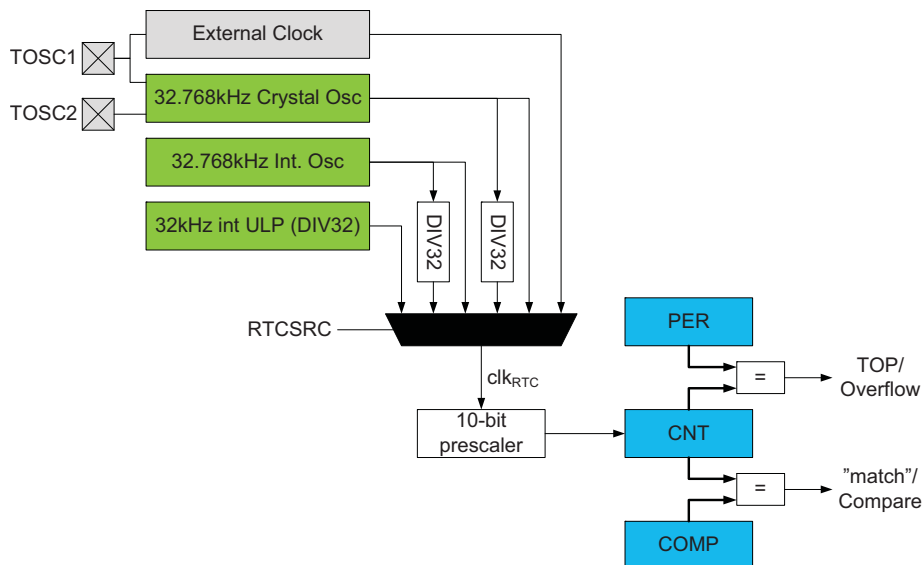 External Clock
TOSC1
32.768kHz Crystal Osc
TOSC2
32.768kHz Int. Osc
32kHz int ULP (DIV32)
DIV32
DIV32
RTCSRC
PER
clkRTC
TOP/
Overflow
=
10-bit
prescaler
CNT
"match"/
Compare
=
COMP